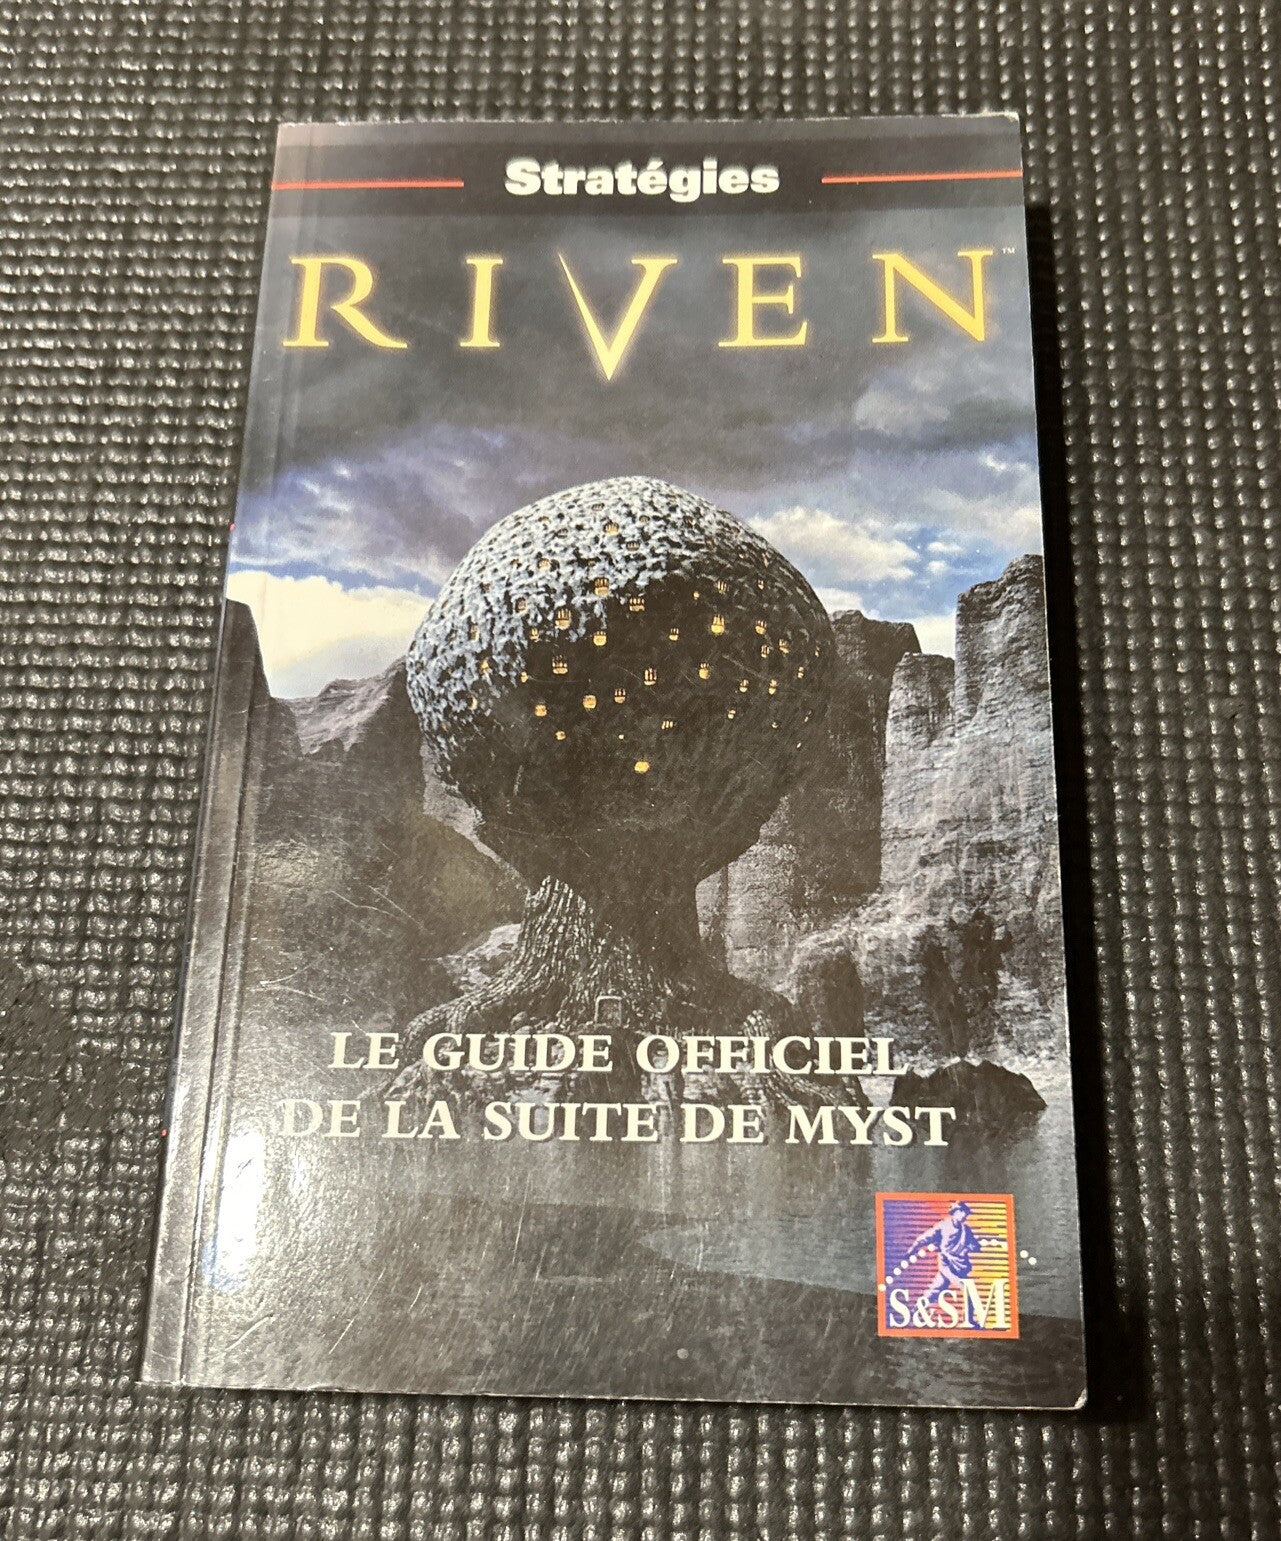 Stratégies
RIVEN™
LE GUIDE OFFICIEL
DE LA SUITE DE MYST
S&SM